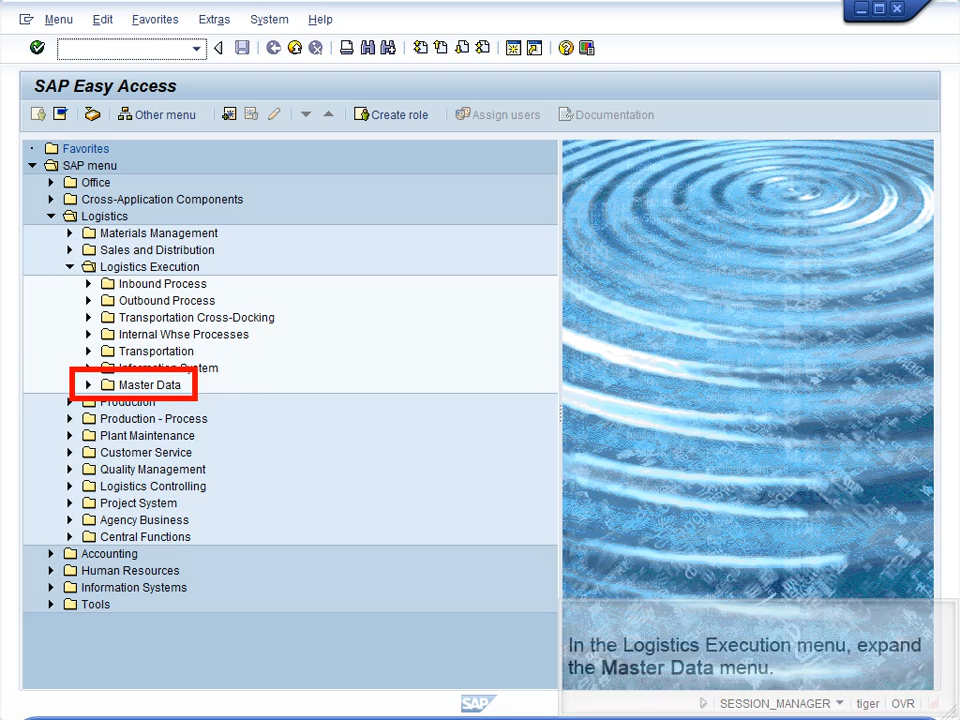 Menu Edit Favorites Extras System Help
SAP Easy Access
Other menu Create role Assign users Documentation
Favorites
SAP menu
Office
Cross-Application Components
Logistics
Materials Management
Sales and Distribution
Logistics Execution
Inbound Process
Outbound Process
Transportation Cross-Docking
Internal Whse Processes
Transportation
Information System
Master Data
Production
Production - Process
Plant Maintenance
Customer Service
Quality Management
Logistics Controlling
Project System
Agency Business
Central Functions
Accounting
Human Resources
Information Systems
Tools
In the Logistics Execution menu, expand
the Master Data menu.
SAP
SESSION_MANAGER tiger OVR